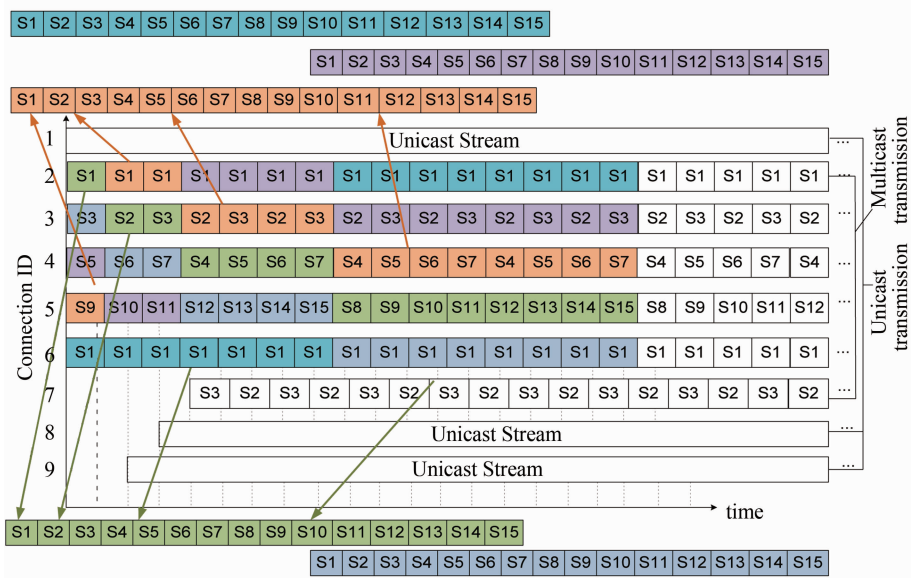 S1 S2 S3 S4 S5 S6 S7 S8 S9 S10 S11 S12 S13 S14 S15
S1 S2 S3 S4 S5 S6 S7 S8 S9 S10 S11 S12 S13 S14 S15
S1 S2 S3 S4 S5 S6 S7 S8 S9 S10 S11 S12 S13 S14 S15
Connection ID
1 Unicast Stream ...
2 S1 S1 S1 S1 S1 S1 S1 S1 S1 S1 S1 S1 S1 S1 S1 S1 S1 S1 S1 S1 ...
3 S3 S2 S3 S2 S3 S2 S3 S2 S3 S2 S3 S2 S3 S2 S3 S2 S3 S2 S3 S2 ...
4 S5 S6 S7 S4 S5 S6 S7 S4 S5 S6 S7 S4 S5 S6 S7 S4 S5 S6 S7 S4 ...
5 S9 S10 S11 S12 S13 S14 S15 S8 S9 S10 S11 S12 S13 S14 S15 S8 S9 S10 S11 S12 ...
6 S1 S1 S1 S1 S1 S1 S1 S1 S1 S1 S1 S1 S1 S1 S1 S1 S1 S1 S1 S1 ...
7 S3 S2 S3 S2 S3 S2 S3 S2 S3 S2 S3 S2 S3 S2 S3 S2 ...
8 Unicast Stream ...
9 Unicast Stream ...
Multicast
transmission
Unicast
transmission
time
S1 S2 S3 S4 S5 S6 S7 S8 S9 S10 S11 S12 S13 S14 S15
S1 S2 S3 S4 S5 S6 S7 S8 S9 S10 S11 S12 S13 S14 S15